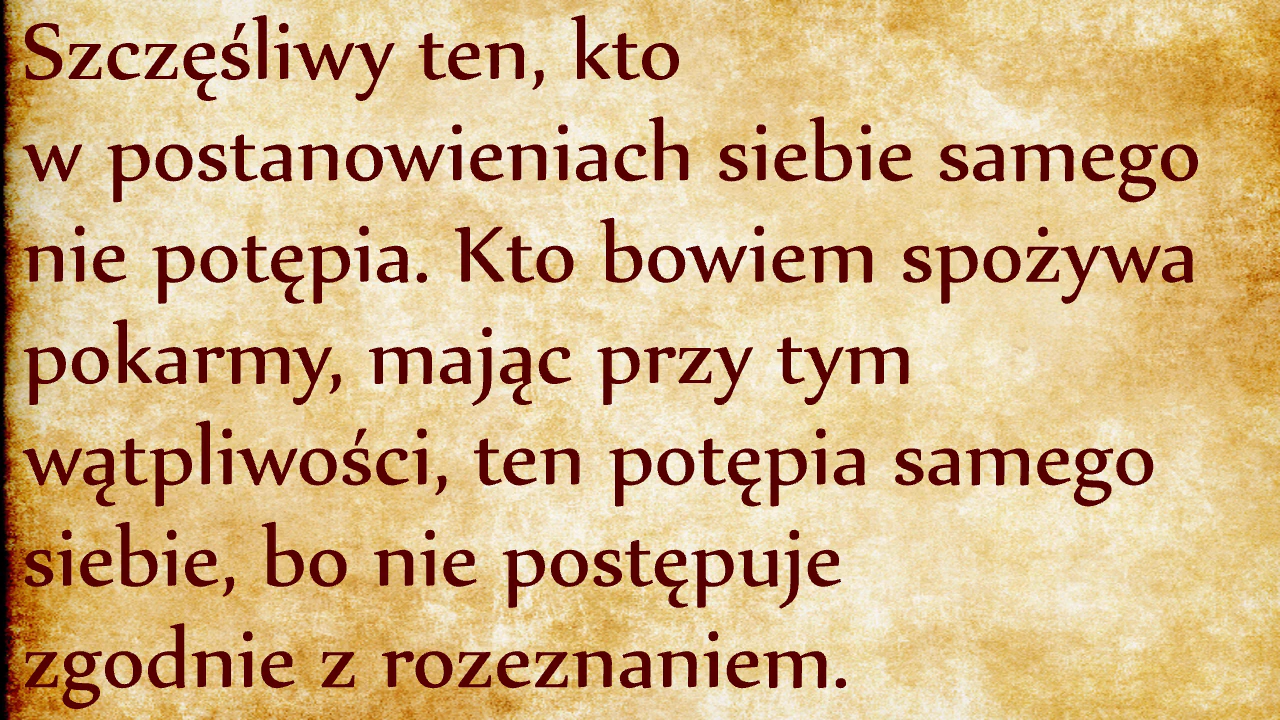 Szczęśliwy ten, kto
w postanowieniach siebie samego
nie potępia. Kto bowiem spożywa
pokarmy, mając przy tym
wątpliwości, ten potępia samego
siebie, bo nie postępuje
zgodnie z rozeznaniem.